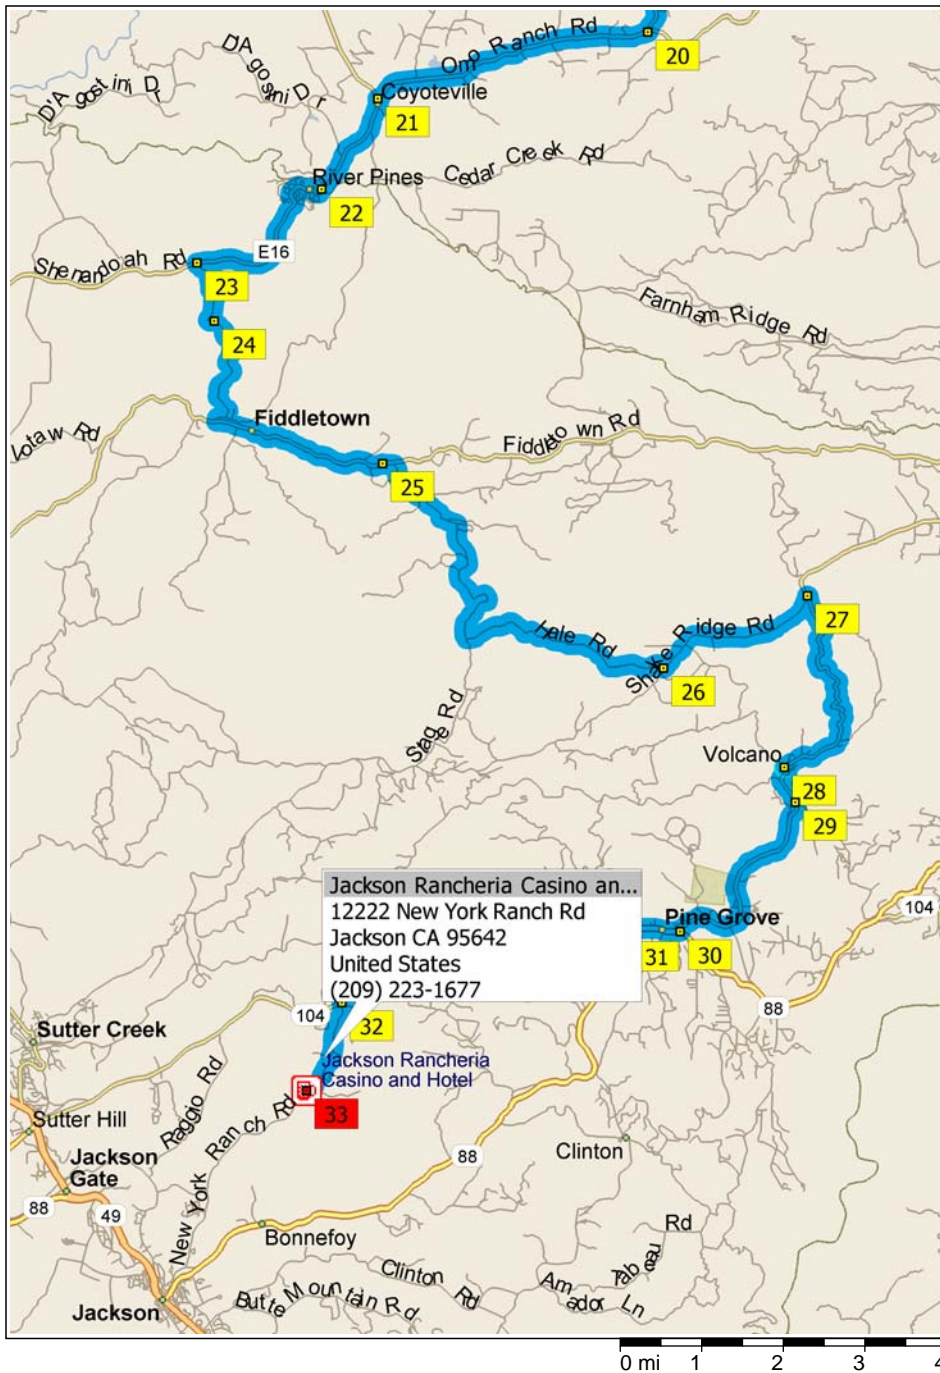 Omo Ranch Rd
20
D'Agostini Dr
D'Agostini Dr
Coyoteville
21
Cedar Creek Rd
River Pines
22
E16
Shenandoah Rd
23
Farnham Ridge Rd
24
Fiddletown
Votaw Rd
Fiddletown Rd
25
Hale Rd
Shake Ridge Rd
27
26
Stage Rd
Volcano
28
29
Jackson Rancheria Casino an...
12222 New York Ranch Rd
Jackson CA 95642
United States
(209) 223-1677
Pine Grove
104
31
30
88
104
32
Sutter Creek
Jackson Rancheria
Casino and Hotel
33
Raggio Rd
New York Ranch Rd
Sutter Hill
Clinton
88
Jackson
Gate
88
49
Bonnefoy
Tabeau Rd
Clinton Rd
Amador Ln
Butte Mountain Rd
Jackson
0 mi 1 2 3 4